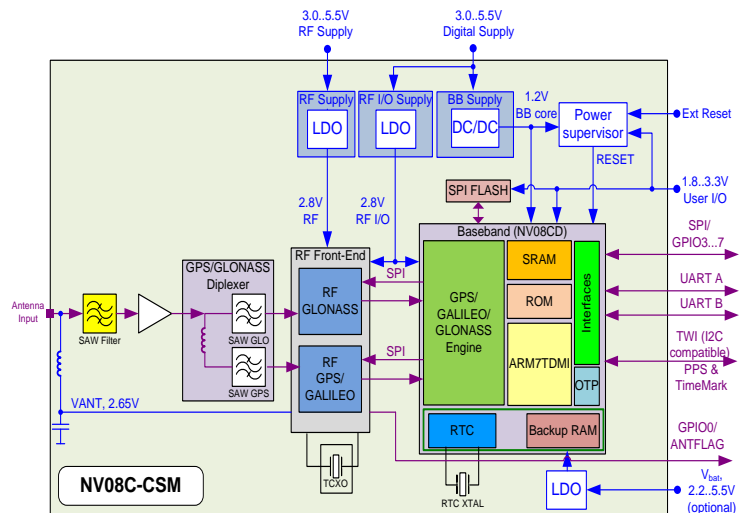 3.0..5.5V
RF Supply
3.0..5.5V
Digital Supply
RF Supply
LDO
RF I/O Supply
LDO
BB Supply
DC/DC
1.2V
BB core
Power
supervisor
Ext Reset
RESET
1.8..3.3V
User I/O
SPI FLASH
2.8V
RF
2.8V
RF I/O
Baseband (NV08CD)
SPI/
GPIO3...7
RF Front-End
GPS/GLONASS
Diplexer
SPI
SRAM
RF
GLONASS
GPS/
GALILEO/
GLONASS
Engine
ROM
Interfaces
UART A
UART B
Antenna
Input
SAW Filter
SAW GLO
SPI
ARM7TDMI
TWI (I2C
compatible)
PPS &
TimeMark
RF
GPS/
GALILEO
SAW GPS
OTP
VANT, 2.65V
RTC
Backup RAM
GPIO0/
ANTFLAG
TCXO
RTC XTAL
LDO
Vbat,
2.2..5.5V
(optional)
NV08C-CSM